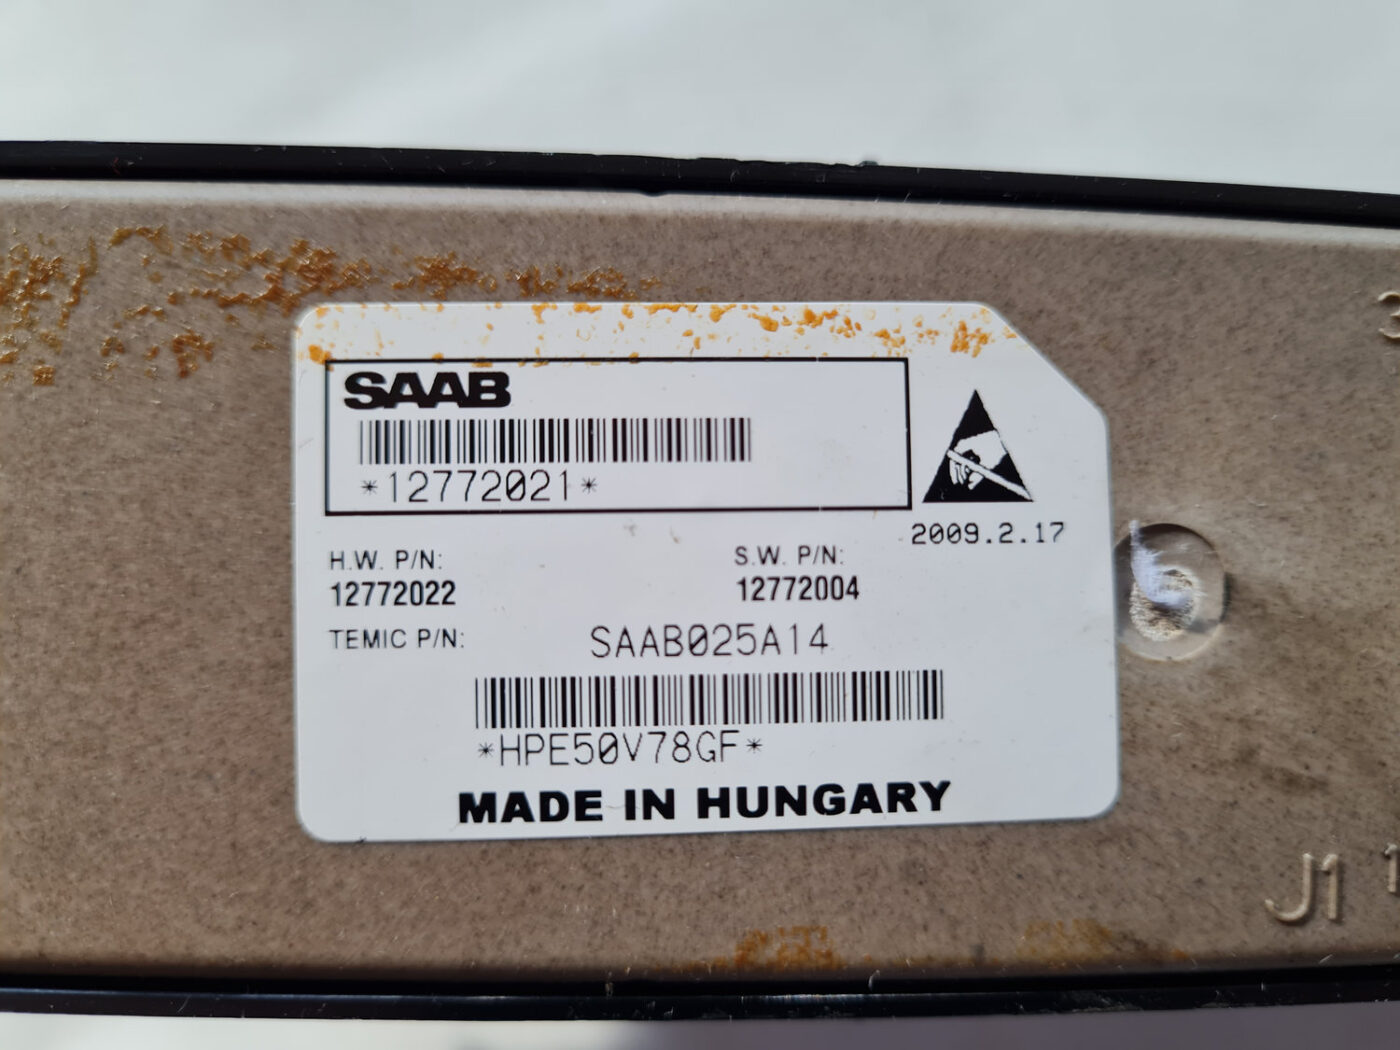 SAAB
*12772021*
2009.2.17
H.W. P/N:
12772022
S.W. P/N:
12772004
TEMIC P/N: SAAB025A14
*HPE50V78GF*
MADE IN HUNGARY
J1